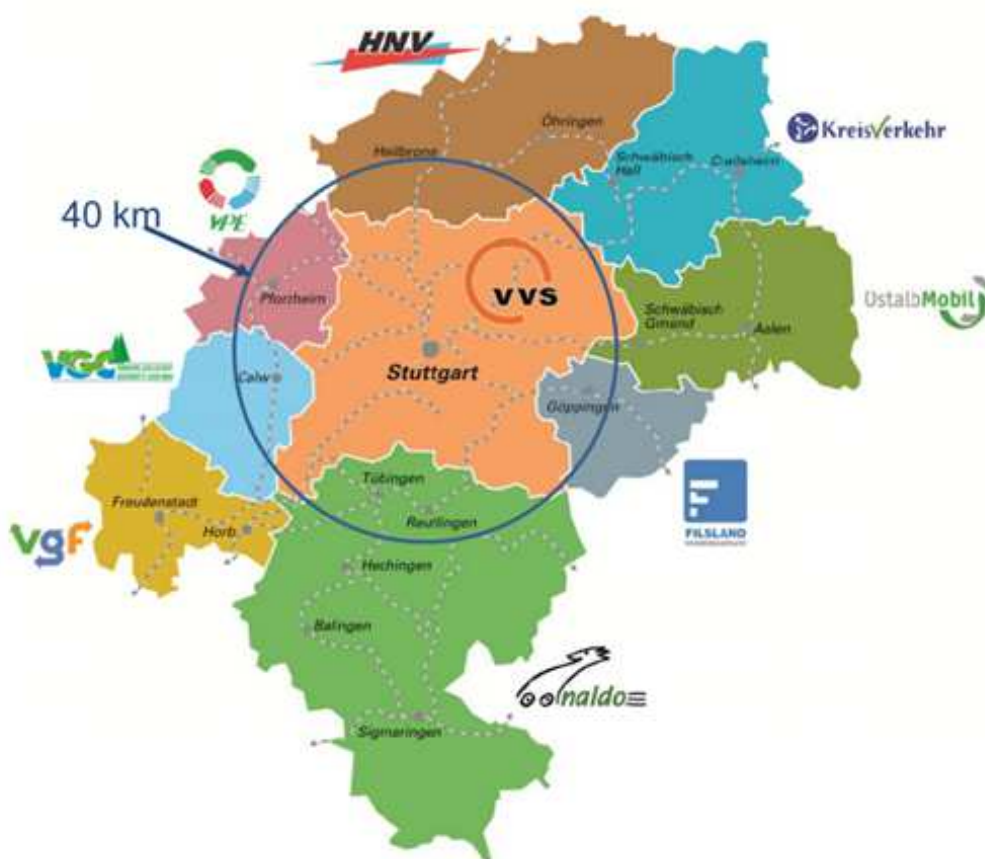 HNV
Öhringen
Heilbronn
KreisVerkehr
Schwäbisch
Hall
Crailsheim
VPE
40 km
Pforzheim
VVS
OstalbMobil
Schwäbisch
Gmünd
Aalen
VGC
Calw
Stuttgart
Göppingen
Tübingen
Freudenstadt
Reutlingen
FILSLAND
vgf
Horb
Hechingen
Balingen
naldo
Sigmaringen